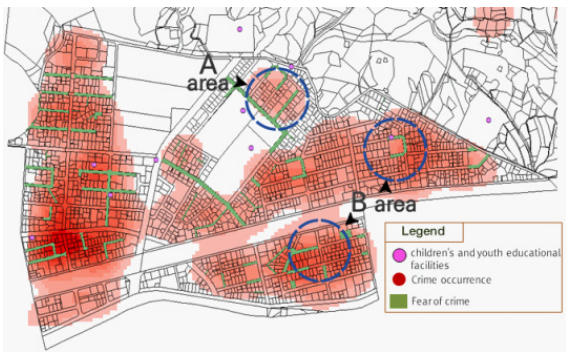 A
area
B area
Legend
children's and youth educational
facilities
Crime occurrence
Fear of crime